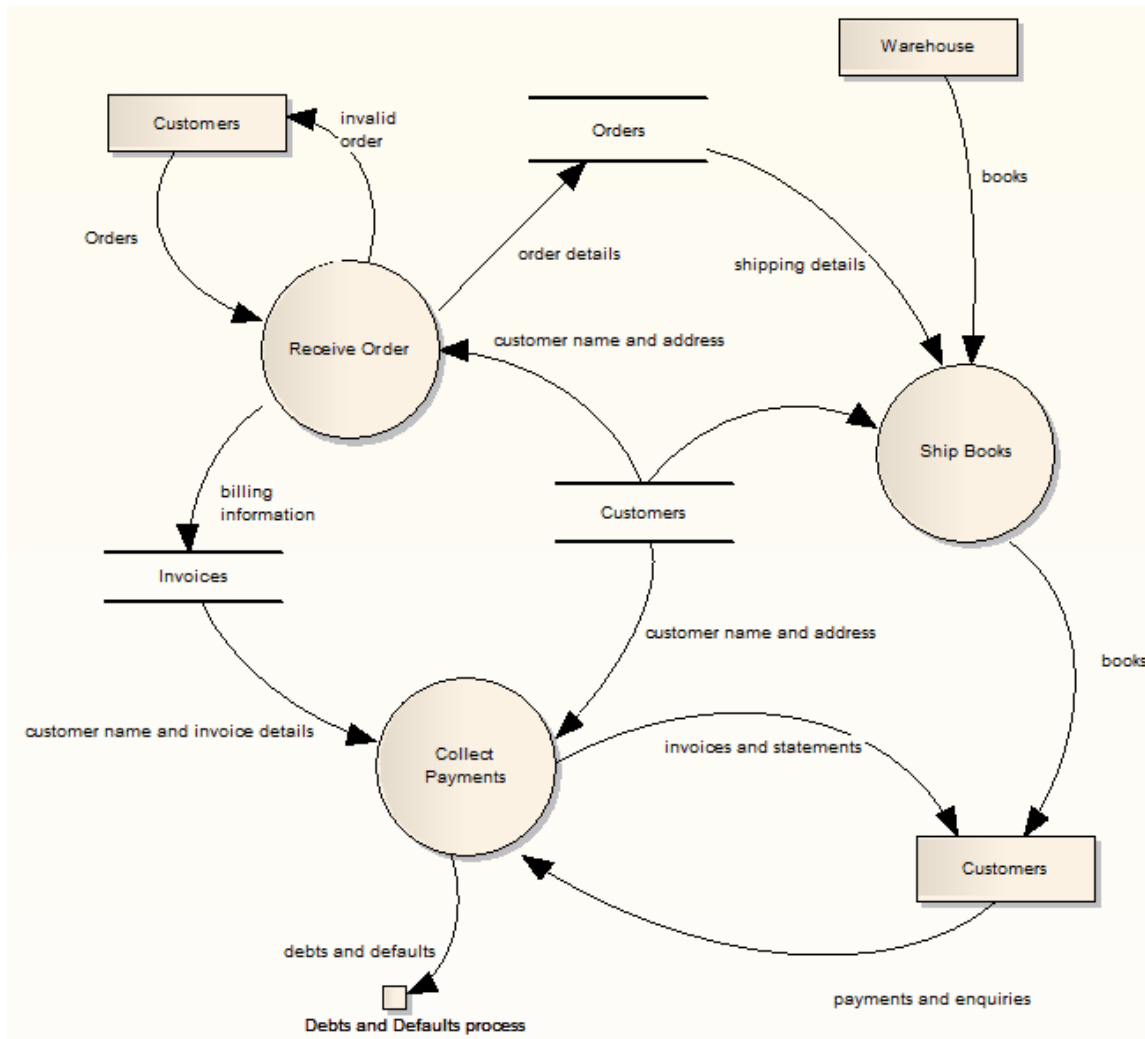 Warehouse
Customers
invalid
order
Orders
books
Orders
order details
shipping details
customer name and address
Receive Order
Ship Books
billing
information
Customers
Invoices
customer name and address
books
customer name and invoice details
invoices and statements
Collect
Payments
Customers
debts and defaults
payments and enquiries
Debts and Defaults process